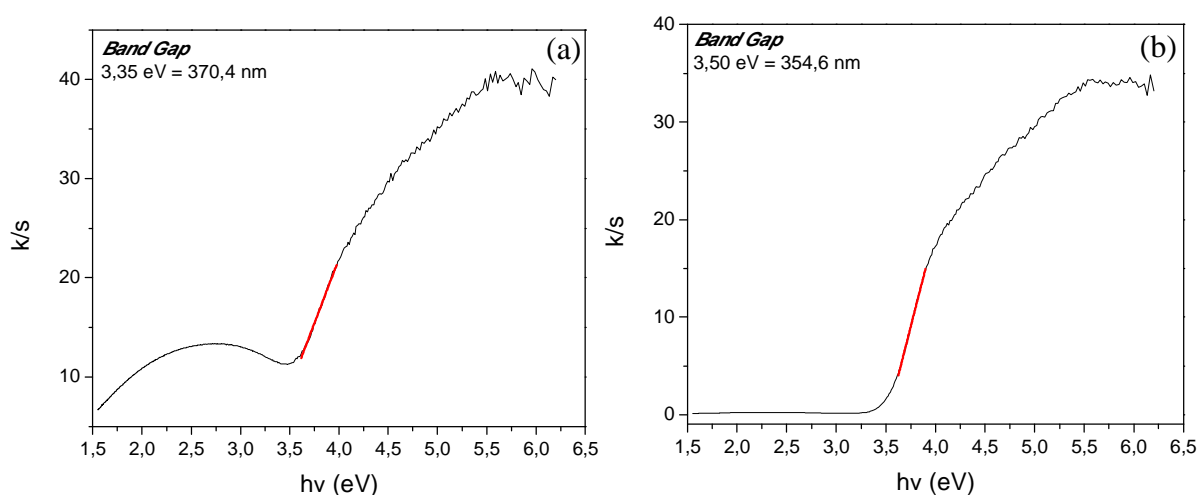 Band Gap
3,35 eV = 370,4 nm
(a)
40
30
20
10
k/s
1,5 2,0 2,5 3,0 3,5 4,0 4,5 5,0 5,5 6,0 6,5
hν (eV)
Band Gap
3,50 eV = 354,6 nm
(b)
40
30
20
10
0
k/s
1,5 2,0 2,5 3,0 3,5 4,0 4,5 5,0 5,5 6,0 6,5
hν (eV)